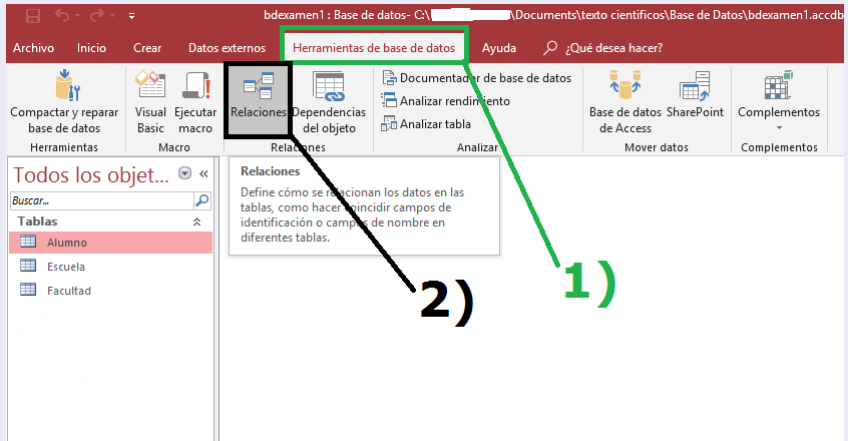 bdexamen1 : Base de datos- C:\ \Documents\texto cientificos\Base de Datos\bdexamen1.accdb
Archivo Inicio Crear Datos externos Herramientas de base de datos Ayuda ¿Qué desea hacer?
Compactar y reparar
base de datos
Herramientas
Visual
Basic
Ejecutar
macro
Macro
Relaciones
Dependencias
del objeto
Relaciones
Documentador de base de datos
Analizar rendimiento
Analizar tabla
Analizar
Base de datos
de Access
SharePoint
Mover datos
Complementos
Complementos
Todos los objet...
Buscar...
Tablas
Alumno
Escuela
Facultad
Relaciones
Define cómo se relacionan los datos en las
tablas, como hacer coincidir campos de
identificación o campos de nombre en
diferentes tablas.
2)
1)